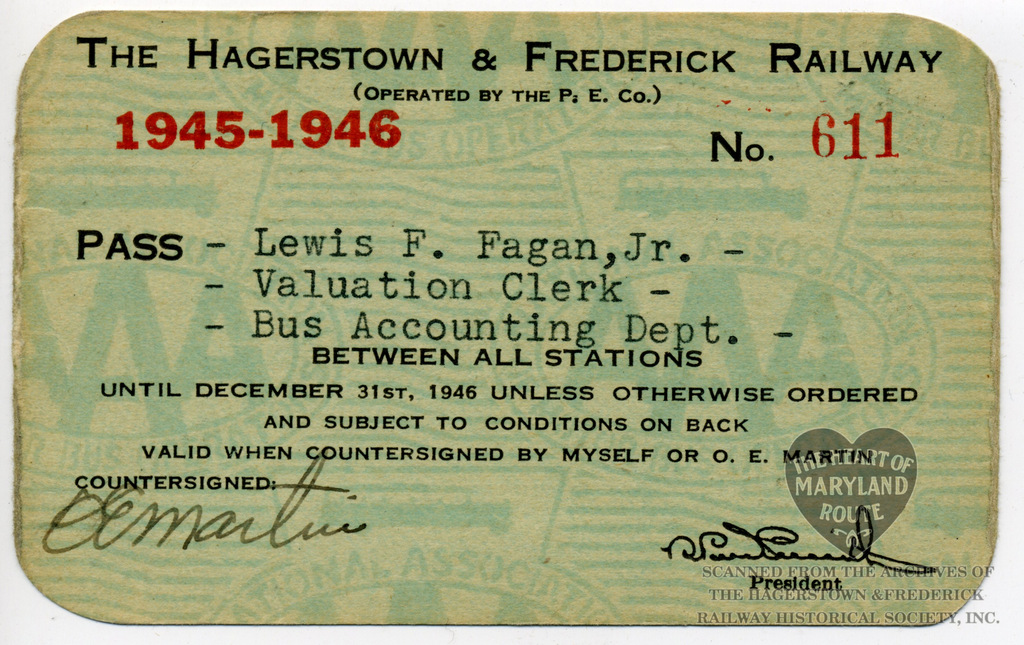 THE HAGERSTOWN & FREDERICK RAILWAY
(OPERATED BY THE P. E. CO.)
1945-1946
No. 611
PASS - Lewis F. Fagan, Jr. -
- Valuation Clerk -
- Bus Accounting Dept. -
BETWEEN ALL STATIONS
UNTIL DECEMBER 31ST, 1946 UNLESS OTHERWISE ORDERED
AND SUBJECT TO CONDITIONS ON BACK
VALID WHEN COUNTERSIGNED BY MYSELF OR O. E. MARTIN
COUNTERSIGNED:
OE Martin
President
THE HEART OF
MARYLAND
ROUTE
SCANNED FROM THE ARCHIVES OF
THE HAGERSTOWN & FREDERICK
RAILWAY HISTORICAL SOCIETY, INC.